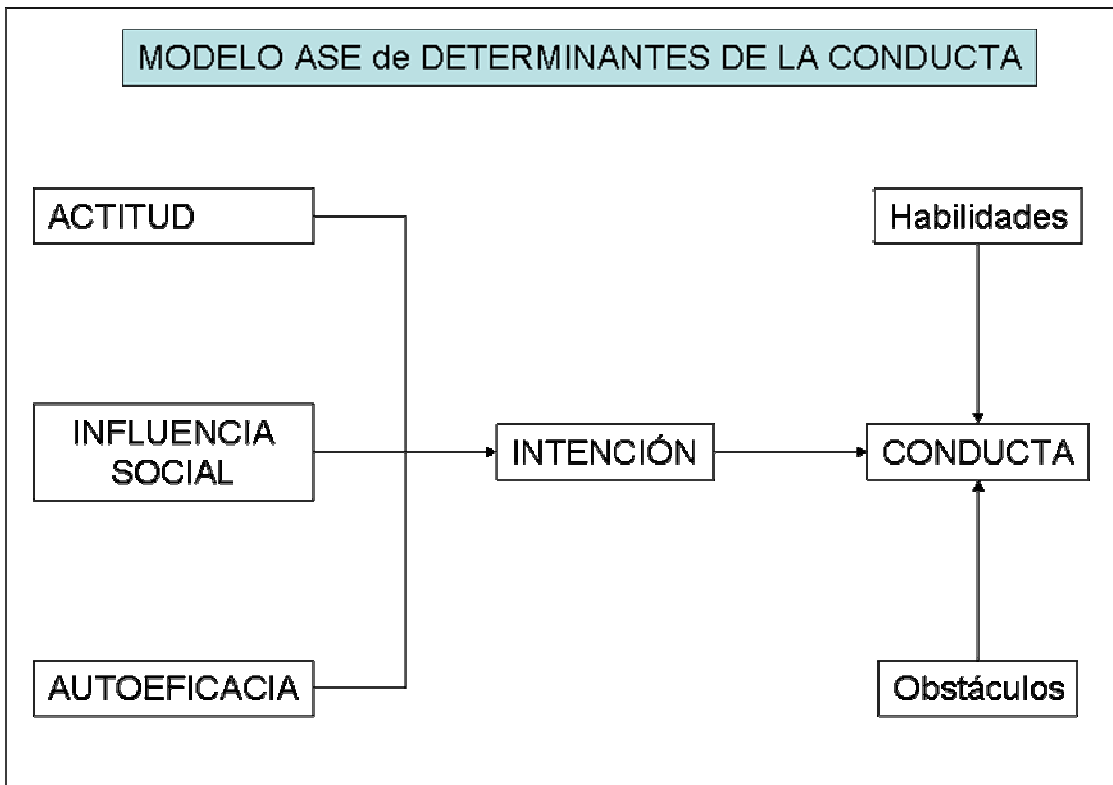 MODELO ASE de DETERMINANTES DE LA CONDUCTA
ACTITUD
Habilidades
INFLUENCIA
SOCIAL
INTENCIÓN
CONDUCTA
AUTOEFICACIA
Obstáculos